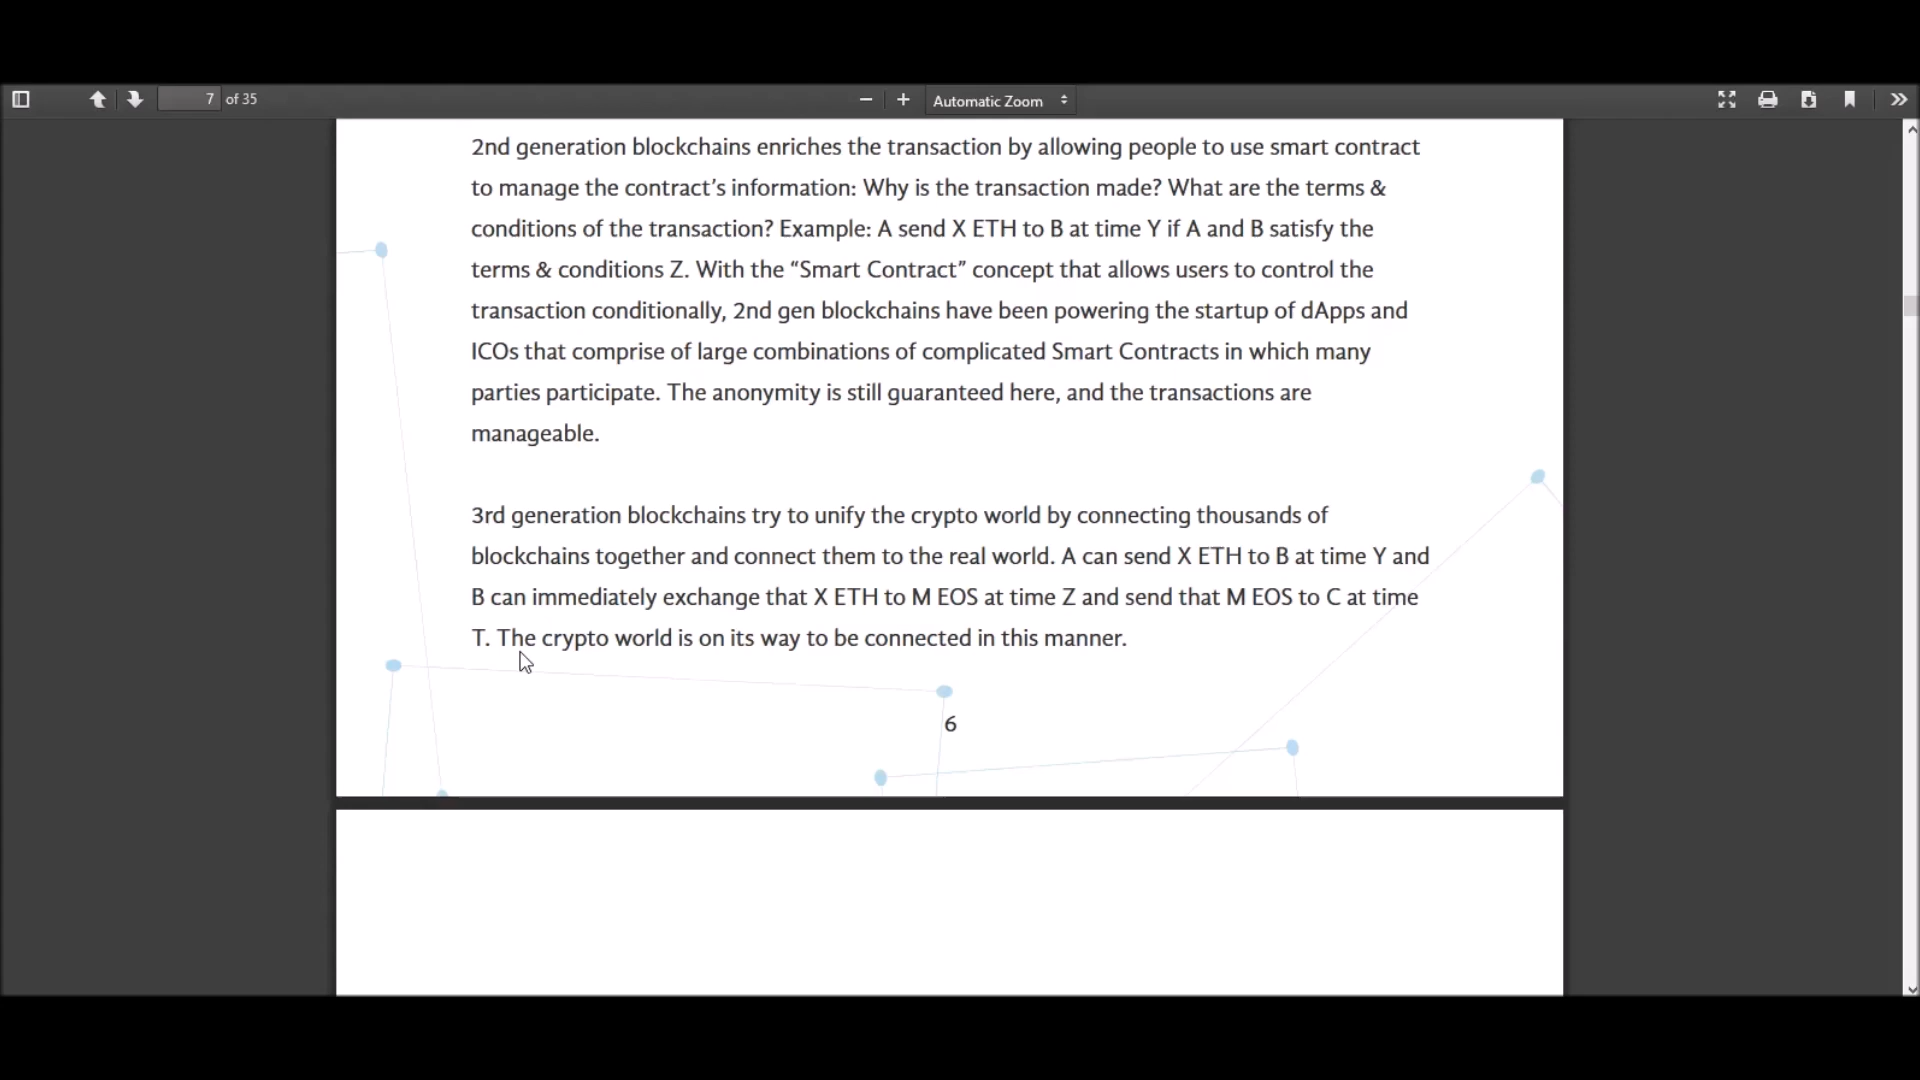 7 of 35
Automatic Zoom
2nd generation blockchains enriches the transaction by allowing people to use smart contract
to manage the contract’s information: Why is the transaction made? What are the terms &
conditions of the transaction? Example: A send X ETH to B at time Y if A and B satisfy the
terms & conditions Z. With the “Smart Contract” concept that allows users to control the
transaction conditionally, 2nd gen blockchains have been powering the startup of dApps and
ICOs that comprise of large combinations of complicated Smart Contracts in which many
parties participate. The anonymity is still guaranteed here, and the transactions are
manageable.
3rd generation blockchains try to unify the crypto world by connecting thousands of
blockchains together and connect them to the real world. A can send X ETH to B at time Y and
B can immediately exchange that X ETH to M EOS at time Z and send that M EOS to C at time
T. The crypto world is on its way to be connected in this manner.
6